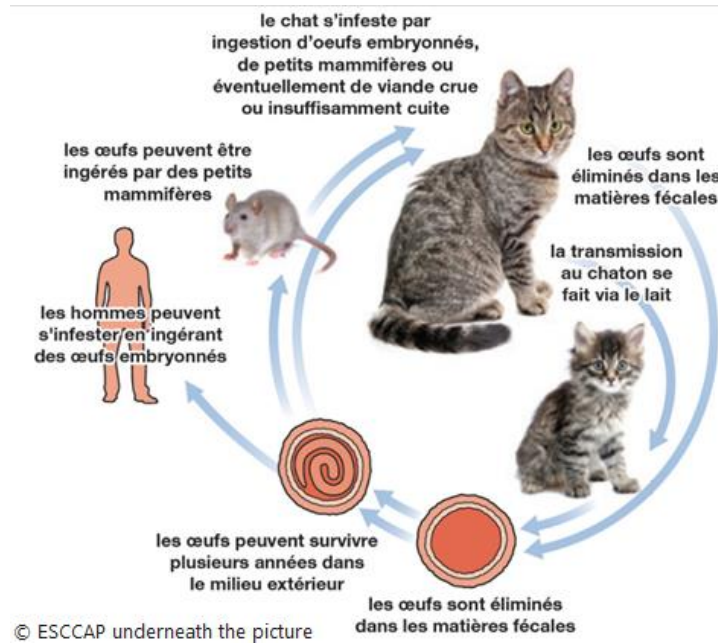 le chat s'infeste par
ingestion d'oeufs embryonnés,
de petits mammifères ou
éventuellement de viande crue
ou insuffisamment cuite
les œufs peuvent être
ingérés par des petits
mammifères
les œufs sont
éliminés dans les
matières fécales
la transmission
au chaton se
fait via le lait
les hommes peuvent
s'infester en ingérant
des œufs embryonnés
les œufs peuvent survivre
plusieurs années dans
le milieu extérieur
les œufs sont éliminés
dans les matières fécales
© ESCCAP underneath the picture